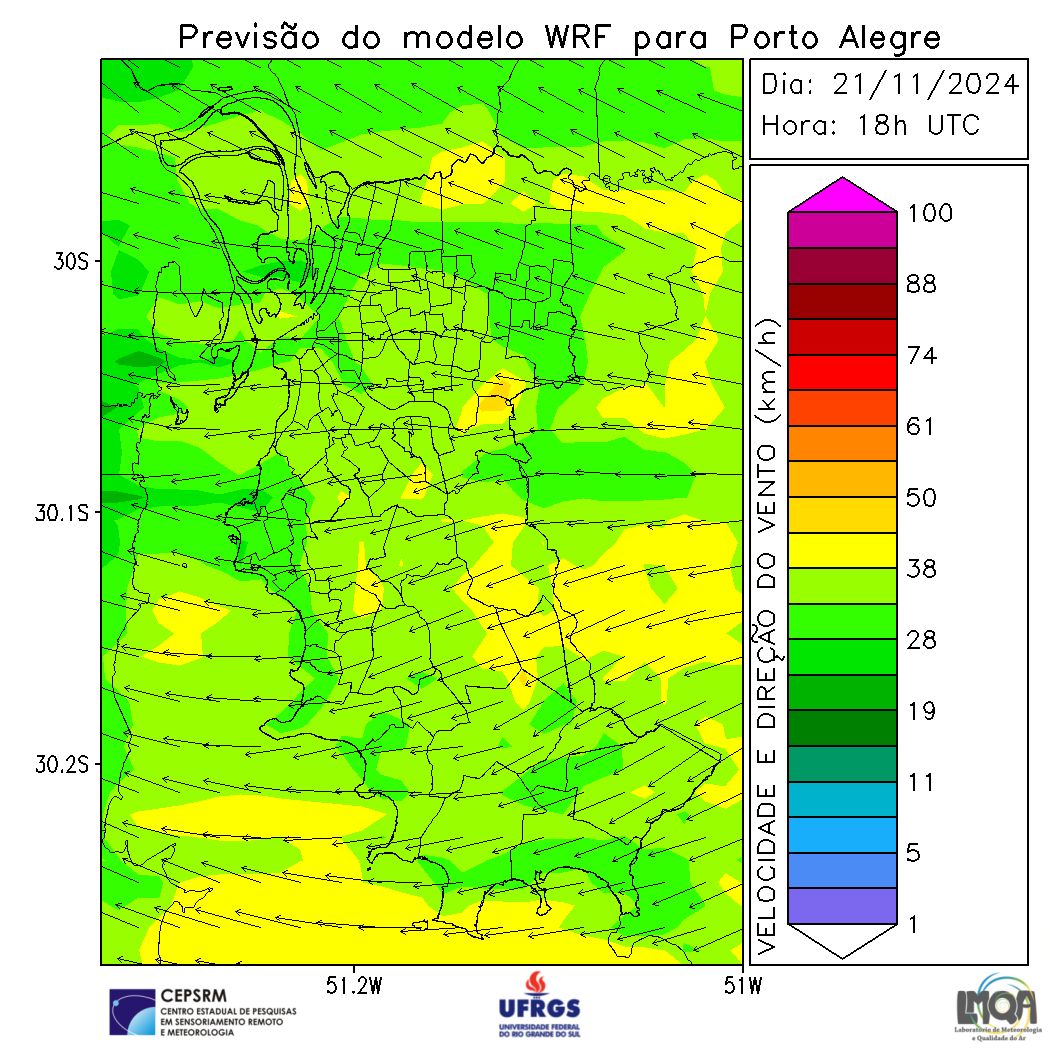 Previsão do modelo WRF para Porto Alegre
Dia: 21/11/2024
Hora: 18h UTC
30S
30.1S
30.2S
51.2W
51W
VELOCIDADE E DIREÇÃO DO VENTO (km/h)
100
88
74
61
50
38
28
19
11
5
1
CEPSRM
CENTRO ESTADUAL DE PESQUISAS
EM SENSORIAMENTO REMOTO
E METEOROLOGIA
UFRGS
UNIVERSIDADE FEDERAL
DO RIO GRANDE DO SUL
LMQA
Laboratório de Meteorologia
e Qualidade do Ar